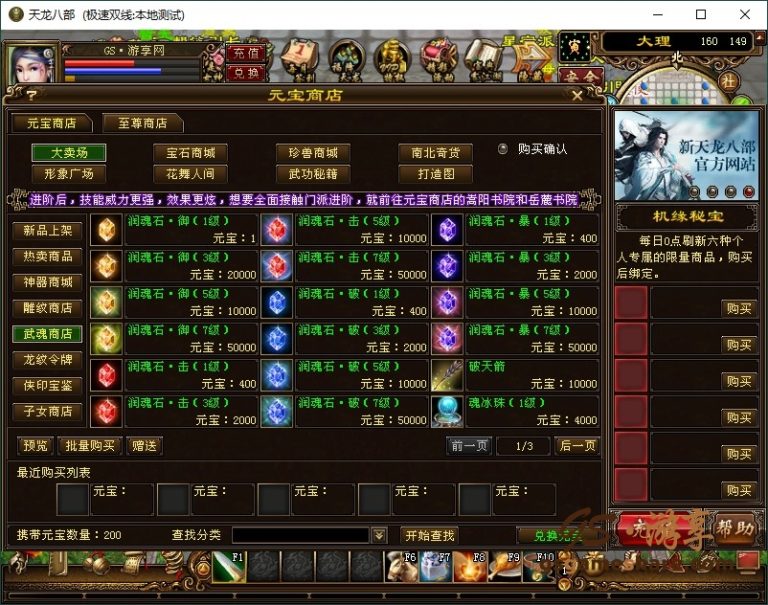 天龙八部 (极速双线:本地测试)
GS·游享网
充值
兑换
大理 160 149
北
寅
安全
社
元宝商店
元宝商店 至尊商店
大卖场 宝石商城 珍兽商城 南北奇货 购买确认
形象广场 花舞人间 武功秘籍 打造图
进阶后，技能威力更强，效果更炫，想要全面接触门派进阶，就前往元宝商店的嵩阳书院和岳麓书院
新品上架
热卖商品
神器商城
雕纹商店
武魂商店
龙纹令牌
侠印宝鉴
子女商店
润魂石·御（1级） 润魂石·击（5级） 润魂石·暴（1级）
元宝：1 元宝：10000 元宝：400
润魂石·御（3级） 润魂石·击（7级） 润魂石·暴（3级）
元宝：20000 元宝：50000 元宝：2000
润魂石·御（5级） 润魂石·破（1级） 润魂石·暴（5级）
元宝：10000 元宝：400 元宝：10000
润魂石·御（7级） 润魂石·破（3级） 润魂石·暴（7级）
元宝：50000 元宝：2000 元宝：50000
润魂石·击（1级） 润魂石·破（5级） 破天箭
元宝：400 元宝：10000 元宝：10000
润魂石·击（3级） 润魂石·破（7级） 魂冰珠（1级）
元宝：2000 元宝：50000 元宝：4000
预览 批量购买 赠送 前一页 1/3 后一页
最近购买列表
元宝： 元宝： 元宝： 元宝： 元宝：
携带元宝数量：200 查找分类 开始查找 兑换元
新天龙八部
官方网站
机缘秘宝
每日0点刷新六种个
人专属的限量商品，购买
后绑定。
购买
购买
购买
购买
购买
购买
游享
帮助
F1 F6 F7 F8 F9 F10